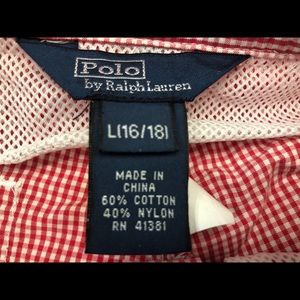 Polo
by Ralph Lauren
L(16/18)
MADE IN
CHINA
60% COTTON
40% NYLON
RN 41381